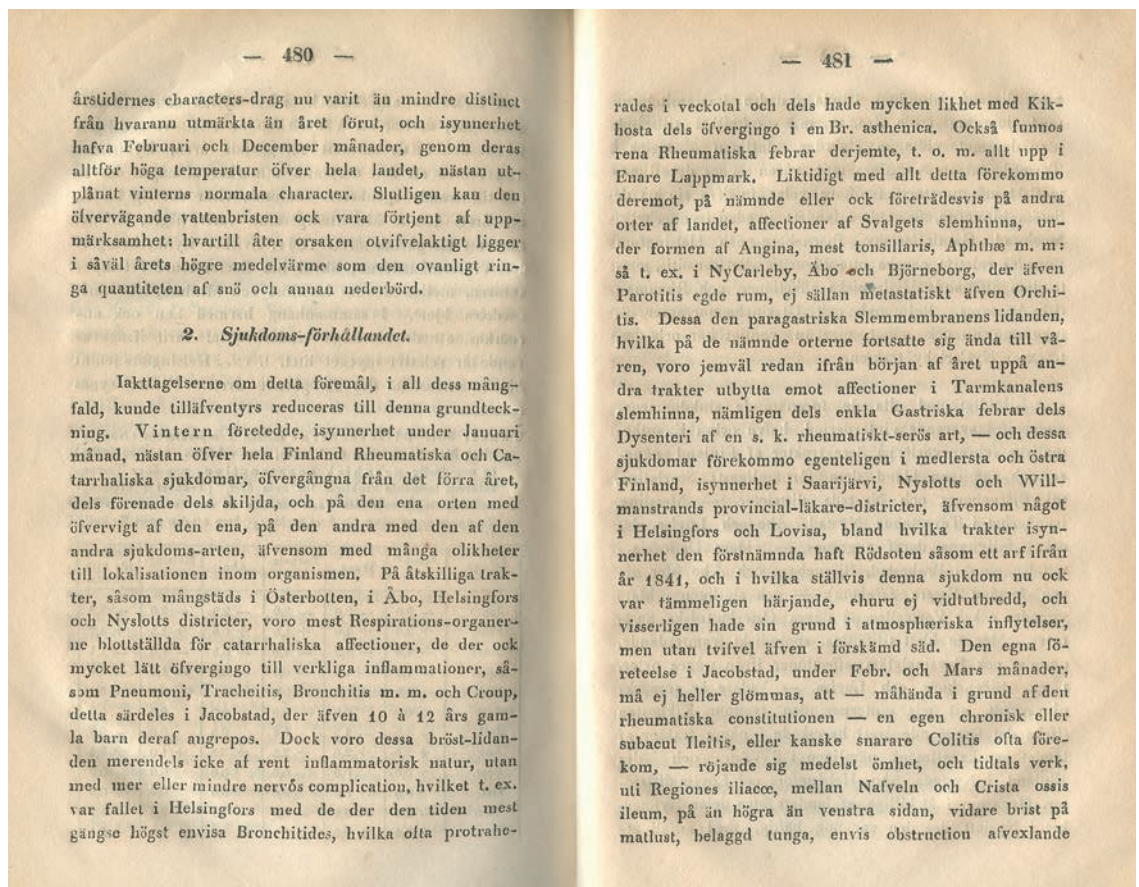 — 480 —
årstidernes characters-drag nu varit än mindre distinct
från hvarann utmärkta än året förut, och isynnerhet
hafva Februari och December månader, genom deras
alltför höga temperatur öfver hela landet, nästan ut-
plånat vinterns normala character. Slutligen kan den
öfvervägande vattenbristen ock vara förtjent af upp-
märksamhet: hvartill åter orsaken otvifvelaktigt ligger
i såväl årets högre medelvärme som den ovanligt rin-
ga quantiteten af snö och annan nederbörd.
2. Sjukdoms-förhållandet.
Iakttagelserne om detta föremål, i all dess mång-
fald, kunde tilläfventyrs reduceras till denna grundteck-
ning. Vintern företedde, isynnerhet under Januari
månad, nästan öfver hela Finland Rheumatiska och Ca-
tarrhaliska sjukdomar, öfvergångna från det förra året,
dels förenade dels skiljda, och på den ena orten med
öfvervigt af den ena, på den andra med den af den
andra sjukdoms-arten, äfvensom med många olikheter
till lokalisationen inom organismen. På åtskilliga trak-
ter, såsom mångstäds i Österbotten, i Åbo, Helsingfors
och Nyslotts districter, voro mest Respirations-organer-
ne blottställda för catarrhaliska affectioner, de der ock
mycket lätt öfvergingo till verkliga inflammationer, så-
som Pneumoni, Tracheitis, Bronchitis m. m. och Croup,
detta särdeles i Jacobstad, der äfven 10 à 12 års gam-
la barn deraf angrepos. Dock voro dessa bröst-lidan-
den merendels icke af rent inflammatorisk natur, utan
med mer eller mindre nervós complication, hvilket t. ex.
var fallet i Helsingfors med de der den tiden mest
gängse högst envisa Bronchitides, hvilka ofta protrahe-
— 481 —
rades i veckotal och dels hade mycken likhet med Kik-
hosta dels öfvergingo i en Br. asthenica. Också funnos
rena Rheumatiska febrar derjemte, t. o. m. allt upp i
Enare Lappmark. Liktidigt med allt detta förekommo
deremot, på nämnde eller ock företrädesvis på andra
orter af landet, affectioner af Svalgets slemhinna, un-
der formen af Angina, mest tonsillaris, Aphthæ m. m:
så t. ex. i NyCarleby, Åbo och Björneborg, der äfven
Parotitis egde rum, ej sällan metastatiskt äfven Orchi-
tis. Dessa den paragastriska Slemmembranens lidanden,
hvilka på de nämnde orterne fortsatte sig ända till vå-
ren, voro jemväl redan ifrån början af året uppå an-
dra trakter utbytta emot affectioner i Tarmkanalens
slemhinna, nämligen dels enkla Gastriska febrar dels
Dysenteri af en s. k. rheumatiskt-serös art, — och dessa
sjukdomar förekommo egenteligen i medlersta och östra
Finland, isynnerhet i Saarijärvi, Nyslotts och Will-
manstrands provincial-läkare-districter, äfvensom något
i Helsingfors och Lovisa, bland hvilka trakter isyn-
nerhet den förstnämnda haft Rödsoten såsom ett arf ifrån
år 1841, och i hvilka ställvis denna sjukdom nu ock
var tämmeligen härjande, ehuru ej vidtutbredd, och
visserligen hade sin grund i atmosphæriska inflytelser,
men utan tvifvel äfven i förskämd säd. Den egna fö-
reteelse i Jacobstad, under Febr. och Mars månader,
må ej heller glömmas, att — måhända i grund af den
rheumatiska constitutionen — en egen chronisk eller
subacut Ileitis, eller kanske snarare Colitis ofta före-
kom, — röjande sig medelst ömhet, och tidtals verk,
uti Regiones iliacœ, mellan Nafveln och Crista ossis
ileum, på än högra än venstra sidan, vidare brist på
matlust, belaggd tunga, envis obstruction afvexlande